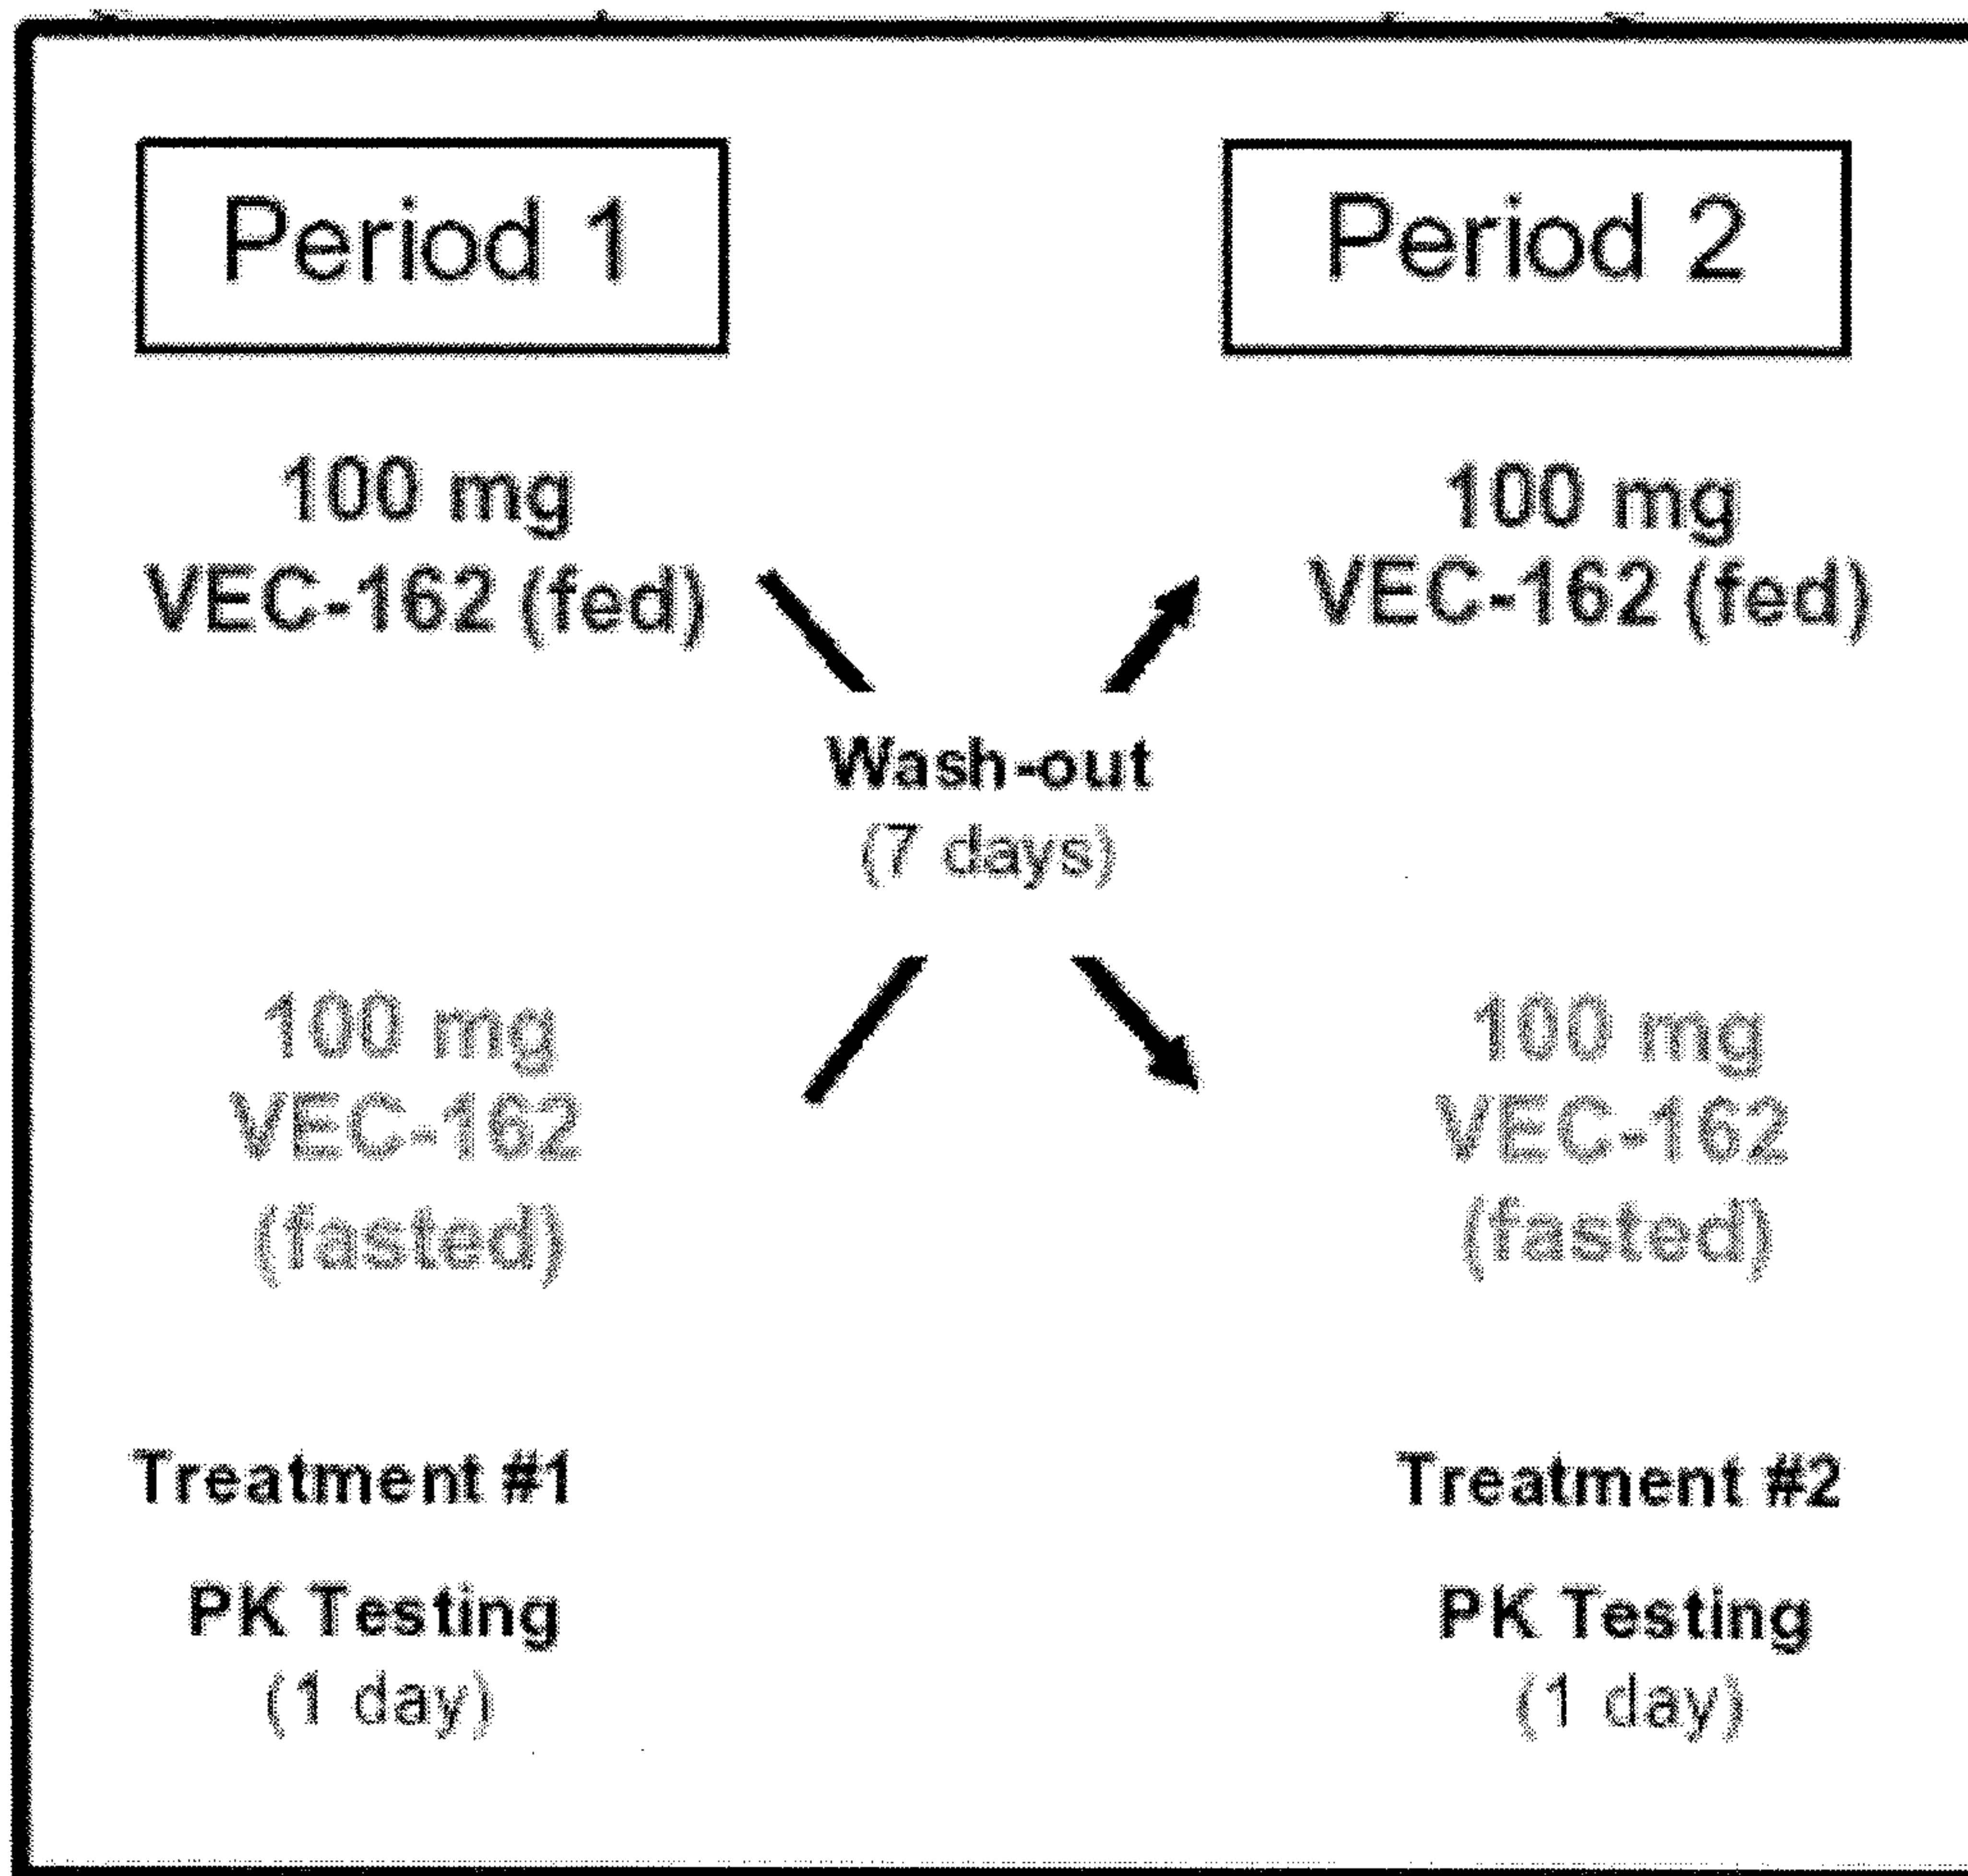 Period 1
Period 2
100 mg
VEC-162 (fed)
100 mg
VEC-162 (fed)
Wash-out
(7 days)
100 mg
VEC-162
(fasted)
100 mg
VEC-162
(fasted)
Treatment #1
Treatment #2
PK Testing
(1 day)
PK Testing
(1 day)